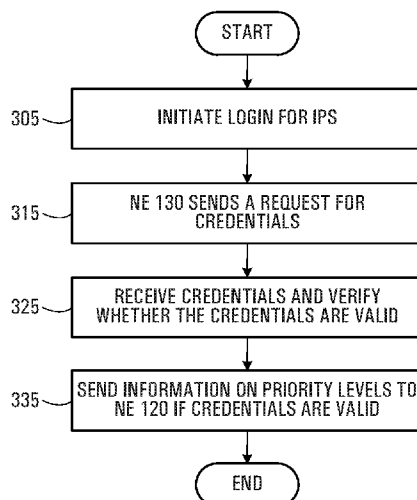 START
305
INITIATE LOGIN FOR IPS
315
NE 130 SENDS A REQUEST FOR
CREDENTIALS
325
RECEIVE CREDENTIALS AND VERIFY
WHETHER THE CREDENTIALS ARE VALID
335
SEND INFORMATION ON PRIORITY LEVELS TO
NE 120 IF CREDENTIALS ARE VALID
END